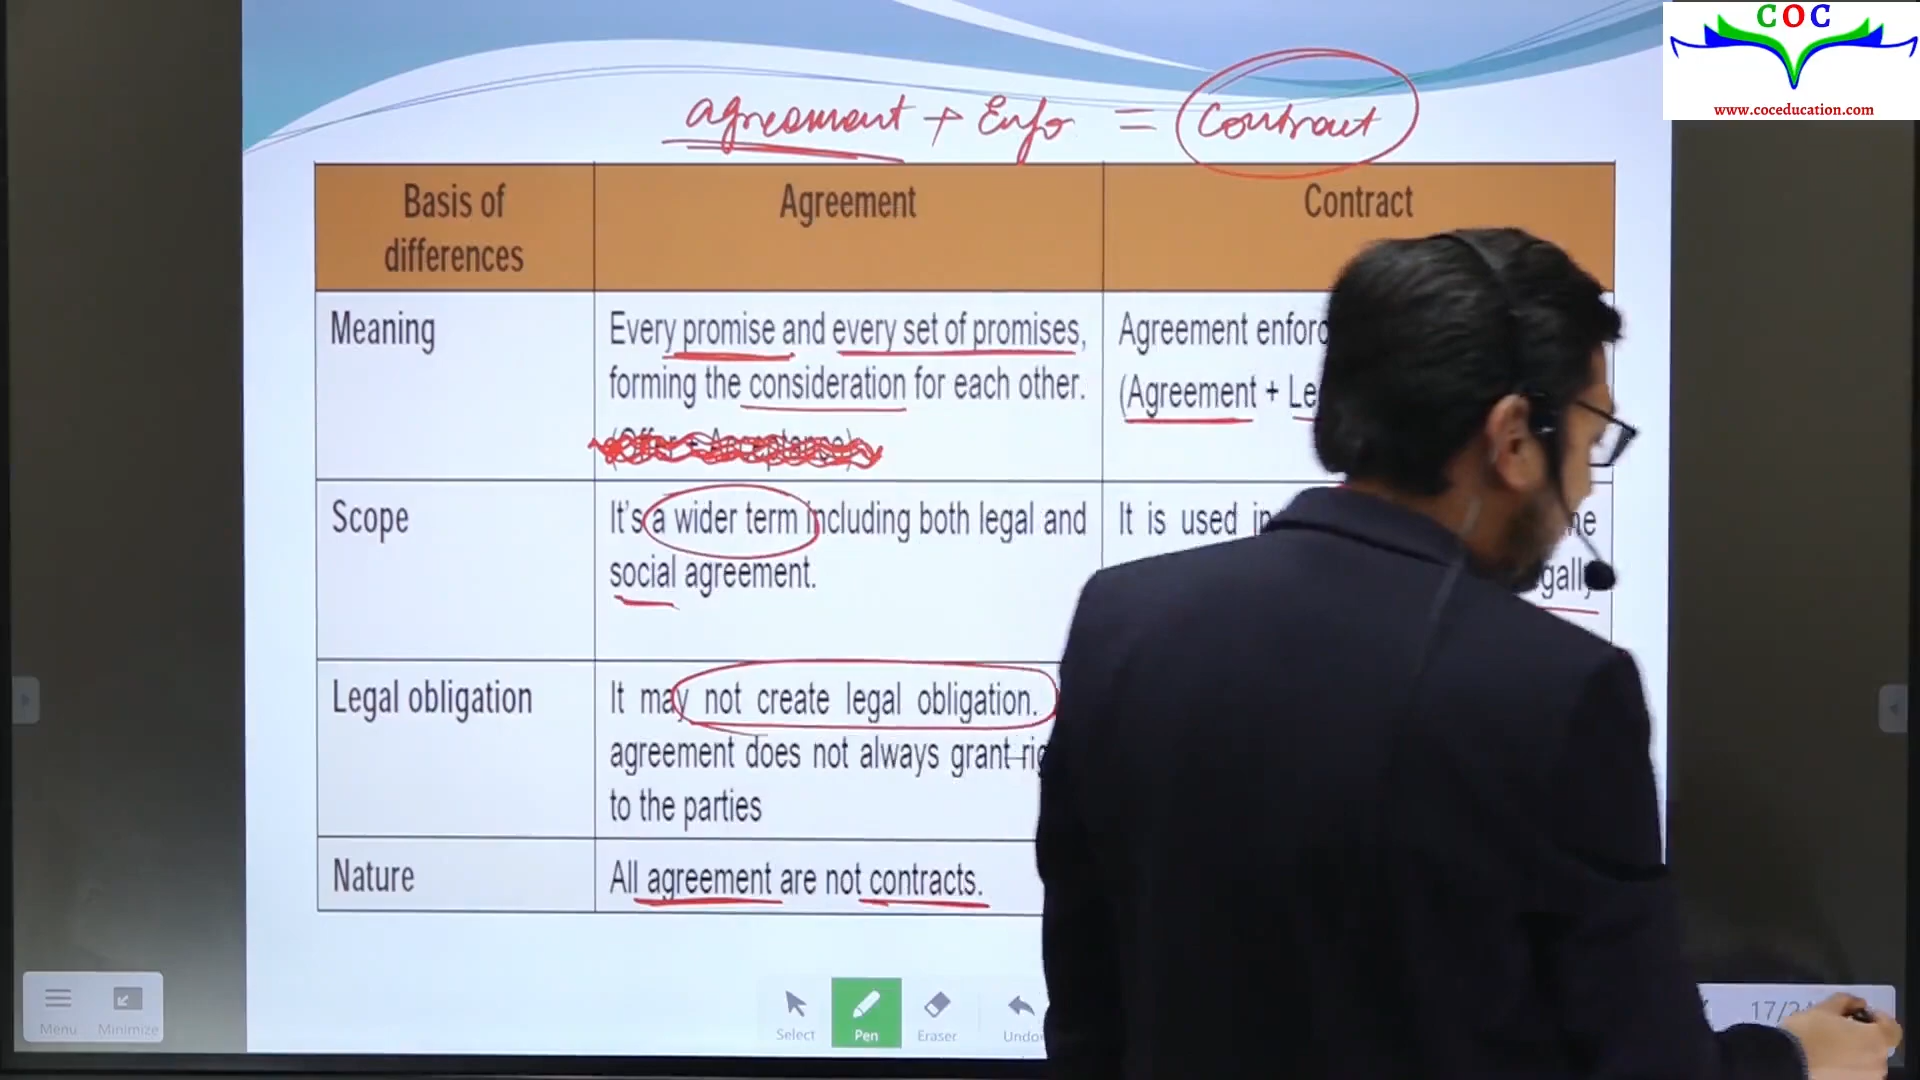 COC
www.coceducation.com
agreement + Enfo = Contract
Basis of
differences
Agreement
Contract
Meaning
Every promise and every set of promises,
forming the consideration for each other.
(Offer + Acceptance)
Agreement enforc
(Agreement + Le
Scope
It's a wider term including both legal and
social agreement.
It is used in
gally
Legal obligation
It may not create legal obligation.
agreement does not always grant
to the parties
Nature
All agreement are not contracts.
Menu
Minimize
Select
Pen
Eraser
Undo